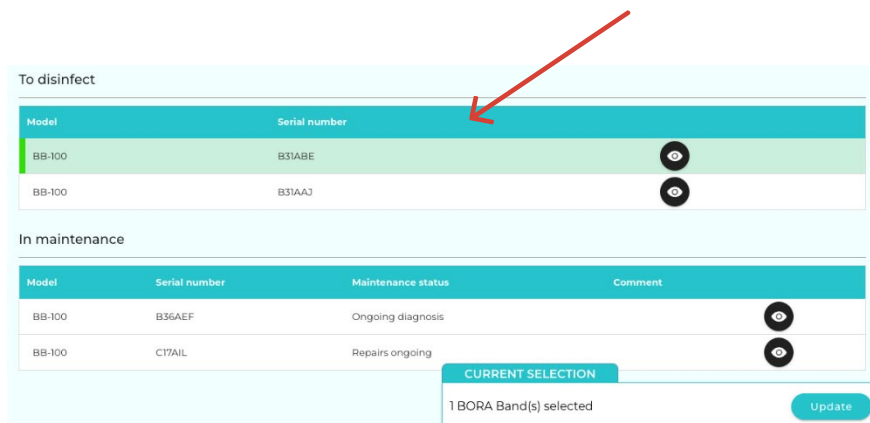 To disinfect
Model Serial number
BB-100 B31ABE
BB-100 B31AAJ
In maintenance
Model Serial number Maintenance status Comment
BB-100 B36AEF Ongoing diagnosis
BB-100 C17AIL Repairs ongoing
CURRENT SELECTION
1 BORA Band(s) selected Update